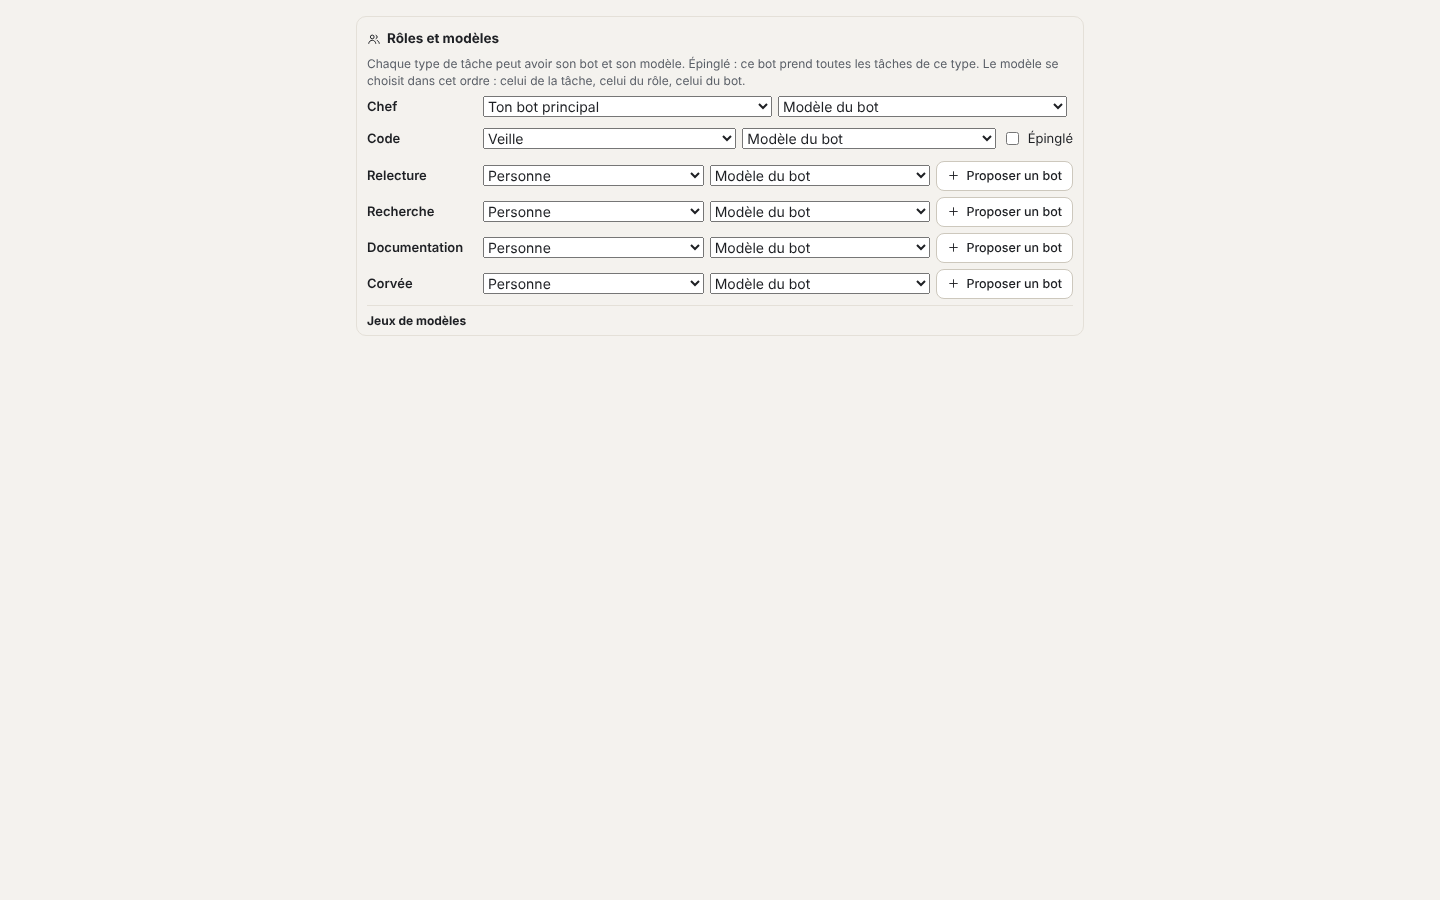 Rôles et modèles
Chaque type de tâche peut avoir son bot et son modèle. Épinglé : ce bot prend toutes les tâches de ce type. Le modèle se
choisit dans cet ordre : celui de la tâche, celui du rôle, celui du bot.
Chef Ton bot principal Modèle du bot
Code Veille Modèle du bot Épinglé
Relecture Personne Modèle du bot + Proposer un bot
Recherche Personne Modèle du bot + Proposer un bot
Documentation Personne Modèle du bot + Proposer un bot
Corvée Personne Modèle du bot + Proposer un bot
Jeux de modèles